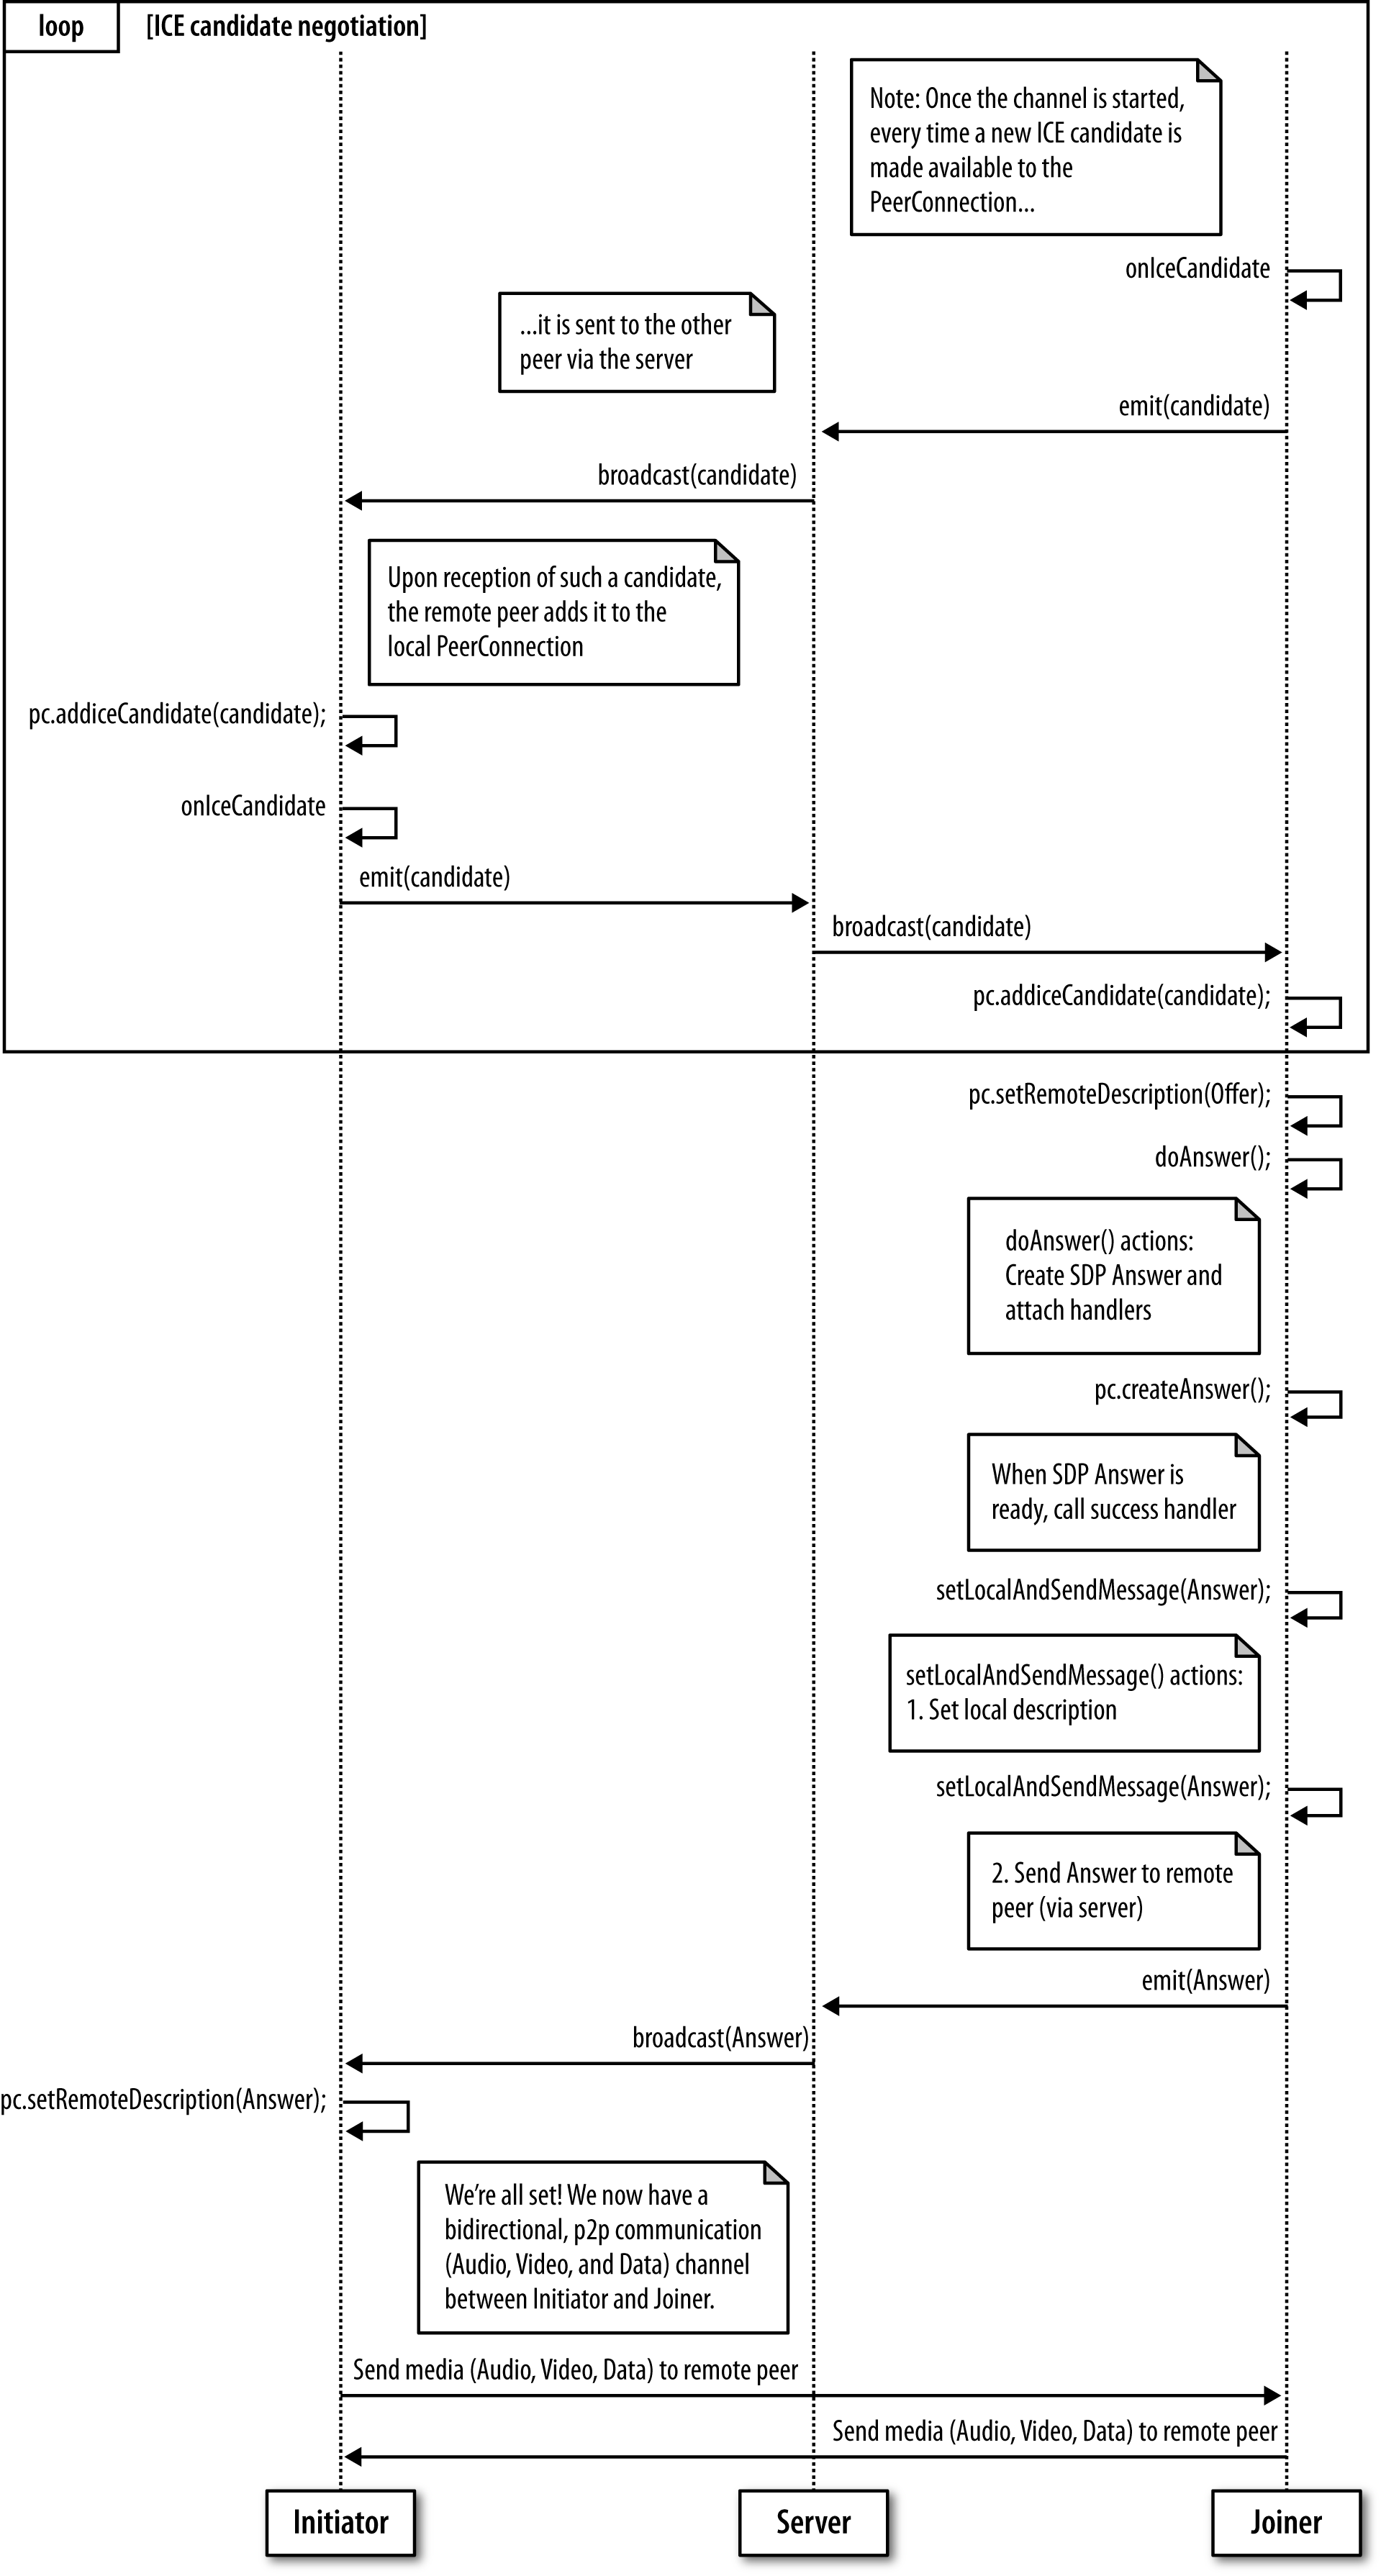 loop [ICE candidate negotiation]
Note: Once the channel is started,
every time a new ICE candidate is
made available to the
PeerConnection...
onIceCandidate
...it is sent to the other
peer via the server
emit(candidate)
broadcast(candidate)
Upon reception of such a candidate,
the remote peer adds it to the
local PeerConnection
pc.addiceCandidate(candidate);
onIceCandidate
emit(candidate)
broadcast(candidate)
pc.addiceCandidate(candidate);
pc.setRemoteDescription(Offer);
doAnswer();
doAnswer() actions:
Create SDP Answer and
attach handlers
pc.createAnswer();
When SDP Answer is
ready, call success handler
setLocalAndSendMessage(Answer);
setLocalAndSendMessage() actions:
1. Set local description
setLocalAndSendMessage(Answer);
2. Send Answer to remote
peer (via server)
emit(Answer)
broadcast(Answer)
pc.setRemoteDescription(Answer);
We’re all set! We now have a
bidirectional, p2p communication
(Audio, Video, and Data) channel
between Initiator and Joiner.
Send media (Audio, Video, Data) to remote peer
Send media (Audio, Video, Data) to remote peer
Initiator
Server
Joiner